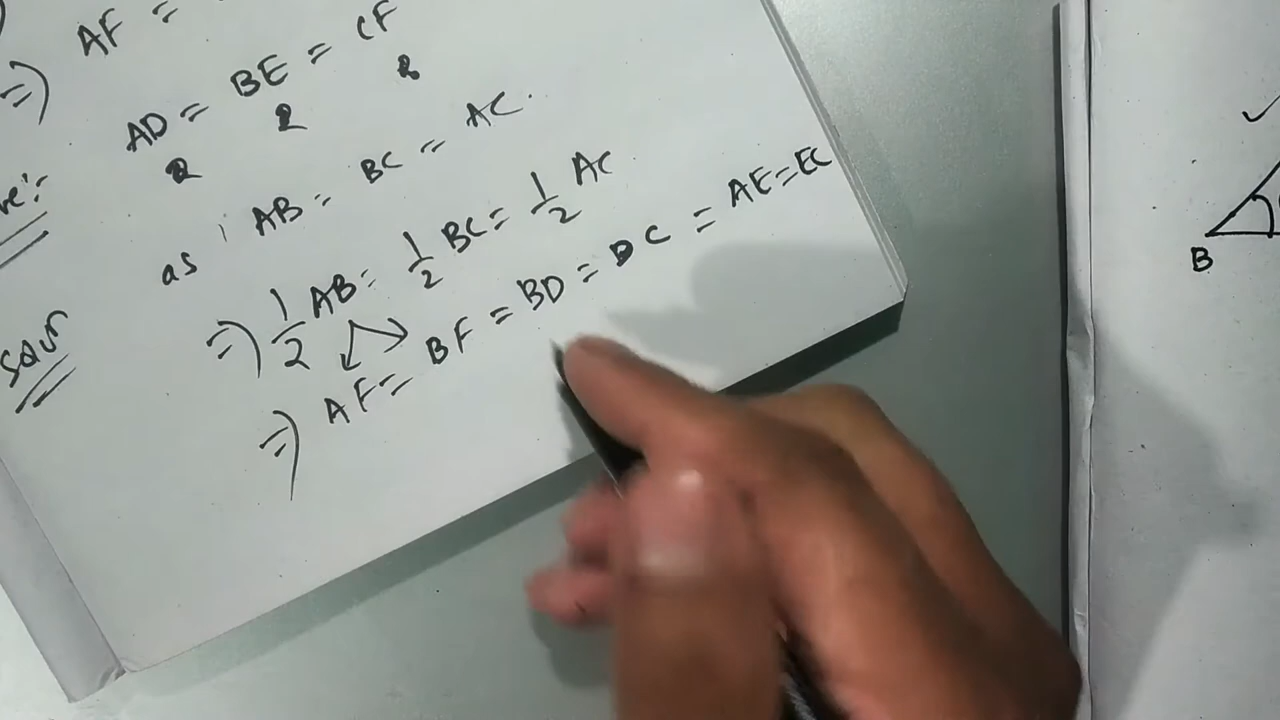 ⇒) AF =
AD = BE = CF
2 2 2
as, AB = BC = AC.
Soln ⇒) 1/2 AB = 1/2 BC = 1/2 AC
⇒) AF = BF = BD = DC = AE = EC
B